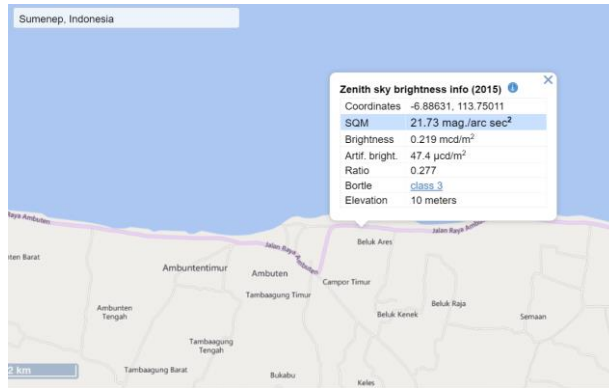 Sumenep, Indonesia
Zenith sky brightness info (2015)
Coordinates -6.88631, 113.75011
SQM 21.73 mag./arc sec²
Brightness 0.219 mcd/m²
Artif. bright. 47.4 μcd/m²
Ratio 0.277
Bortle class 3
Elevation 10 meters
Raya Ambuten
Jalan Raya Ambuten
Beluk Ares
Jalan Raya
ten Barat
Ambuntentimur
Ambuten
Campor Timur
Tambaagung Timur
Ambunten
Tengah
Beluk Raja
Beluk Kenek
Semaan
Tambaagung
Tengah
2 km
Tambaagung Barat
Bukabu
Keles